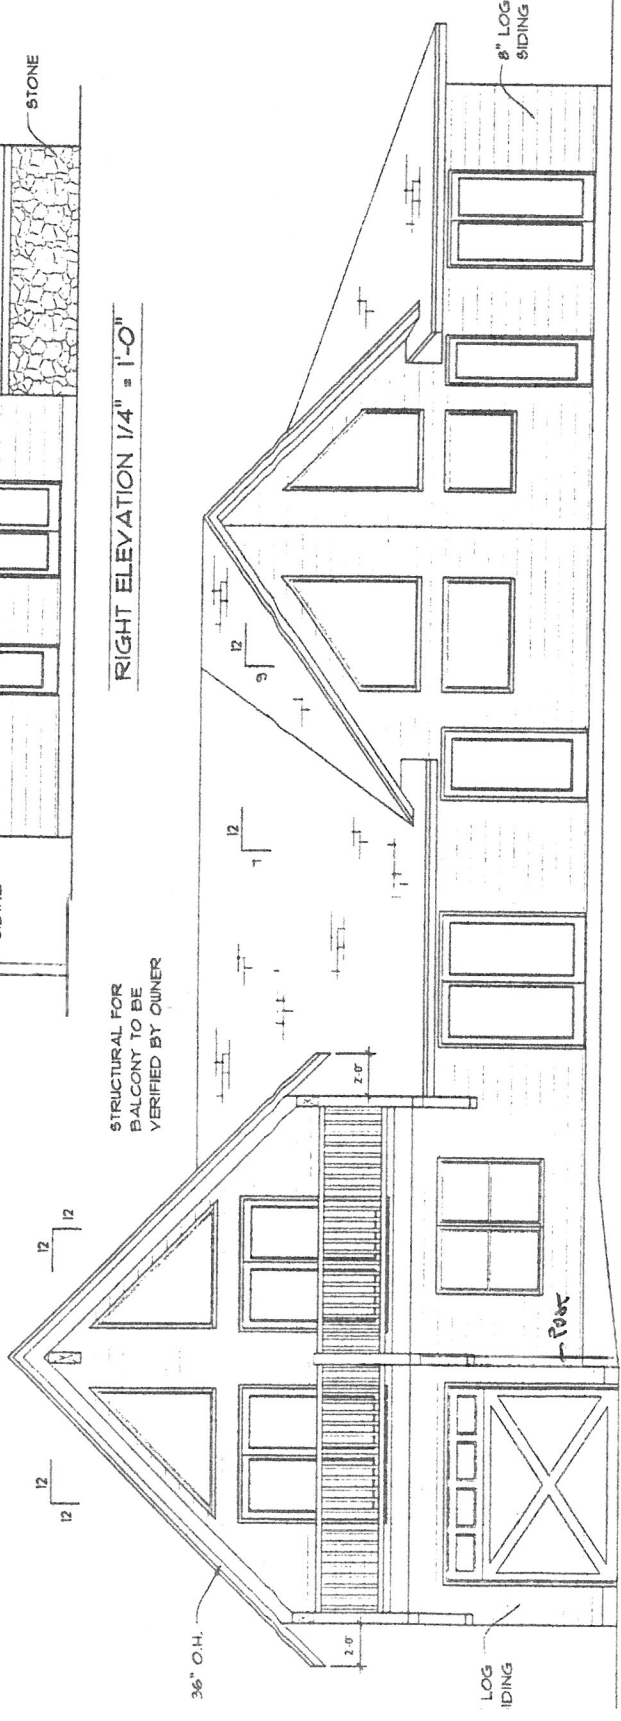 STONE
RIGHT ELEVATION 1/4" = 1'-0"
STRUCTURAL FOR
BALCONY TO BE
VERIFIED BY OWNER
12
12
12
12
12
7
12
9
36" O.H.
2'-0"
2'-0"
8" LOG
SIDING
LOG
IDING
Post